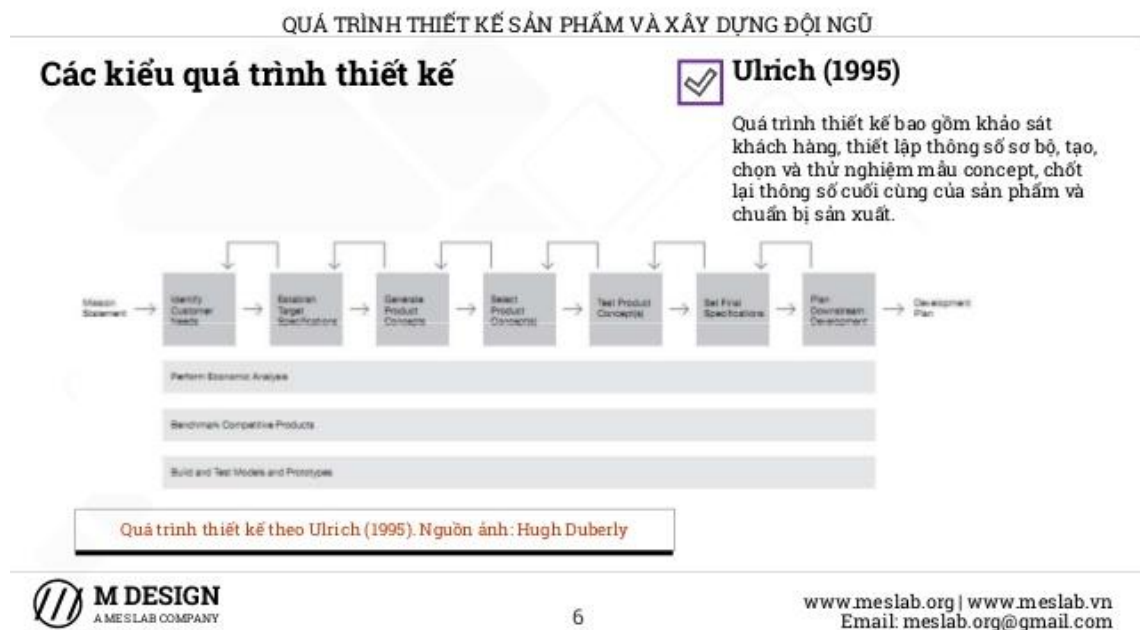 QUÁ TRÌNH THIẾT KẾ SẢN PHẨM VÀ XÂY DỰNG ĐỘI NGŨ
Các kiểu quá trình thiết kế
Ulrich (1995)
Quá trình thiết kế bao gồm khảo sát
khách hàng, thiết lập thông số sơ bộ, tạo,
chọn và thử nghiệm mẫu concept, chốt
lại thông số cuối cùng của sản phẩm và
chuẩn bị sản xuất.
Mission
Statement
Identify
Customer
Needs
Establish
Target
Specifications
Generate
Product
Concepts
Select
Product
Concept(s)
Test Product
Concept(s)
Set Final
Specifications
Plan
Downstream
Development
Development
Plan
Perform Economic Analysis
Benchmark Competitive Products
Build and Test Models and Prototypes
Quá trình thiết kế theo Ulrich (1995). Nguồn ảnh: Hugh Duberly
M DESIGN
A MESLAB COMPANY
6
www.meslab.org | www.meslab.vn
Email: meslab.org@gmail.com